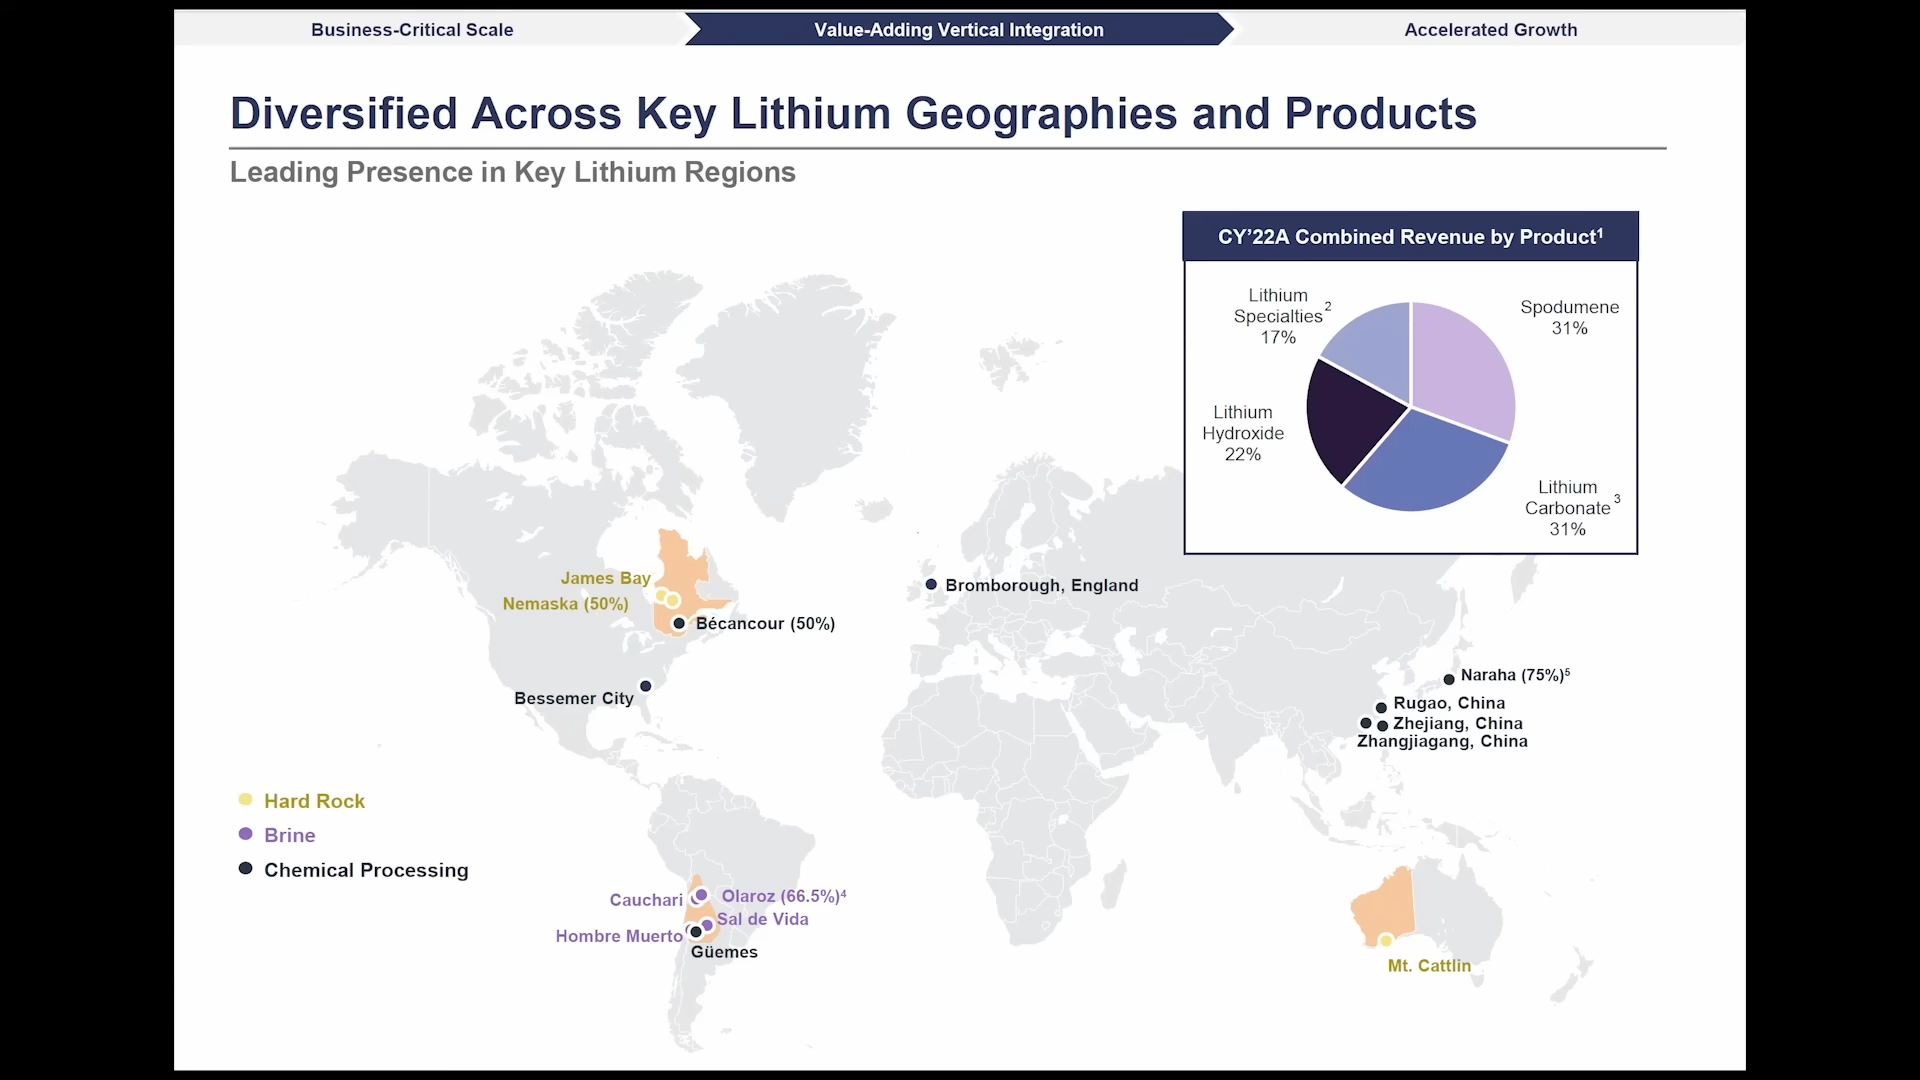 Business-Critical Scale
Value-Adding Vertical Integration
Accelerated Growth
Diversified Across Key Lithium Geographies and Products
Leading Presence in Key Lithium Regions
CY’22A Combined Revenue by Product¹
Lithium
Specialties²
17%
Spodumene
31%
Lithium
Hydroxide
22%
Lithium
Carbonate³
31%
James Bay
Nemaska (50%)
Bécancour (50%)
Bessemer City
Bromborough, England
Naraha (75%)⁵
Rugao, China
Zhejiang, China
Zhangjiagang, China
Hard Rock
Brine
Chemical Processing
Cauchari
Olaroz (66.5%)⁴
Sal de Vida
Hombre Muerto
Güemes
Mt. Cattlin